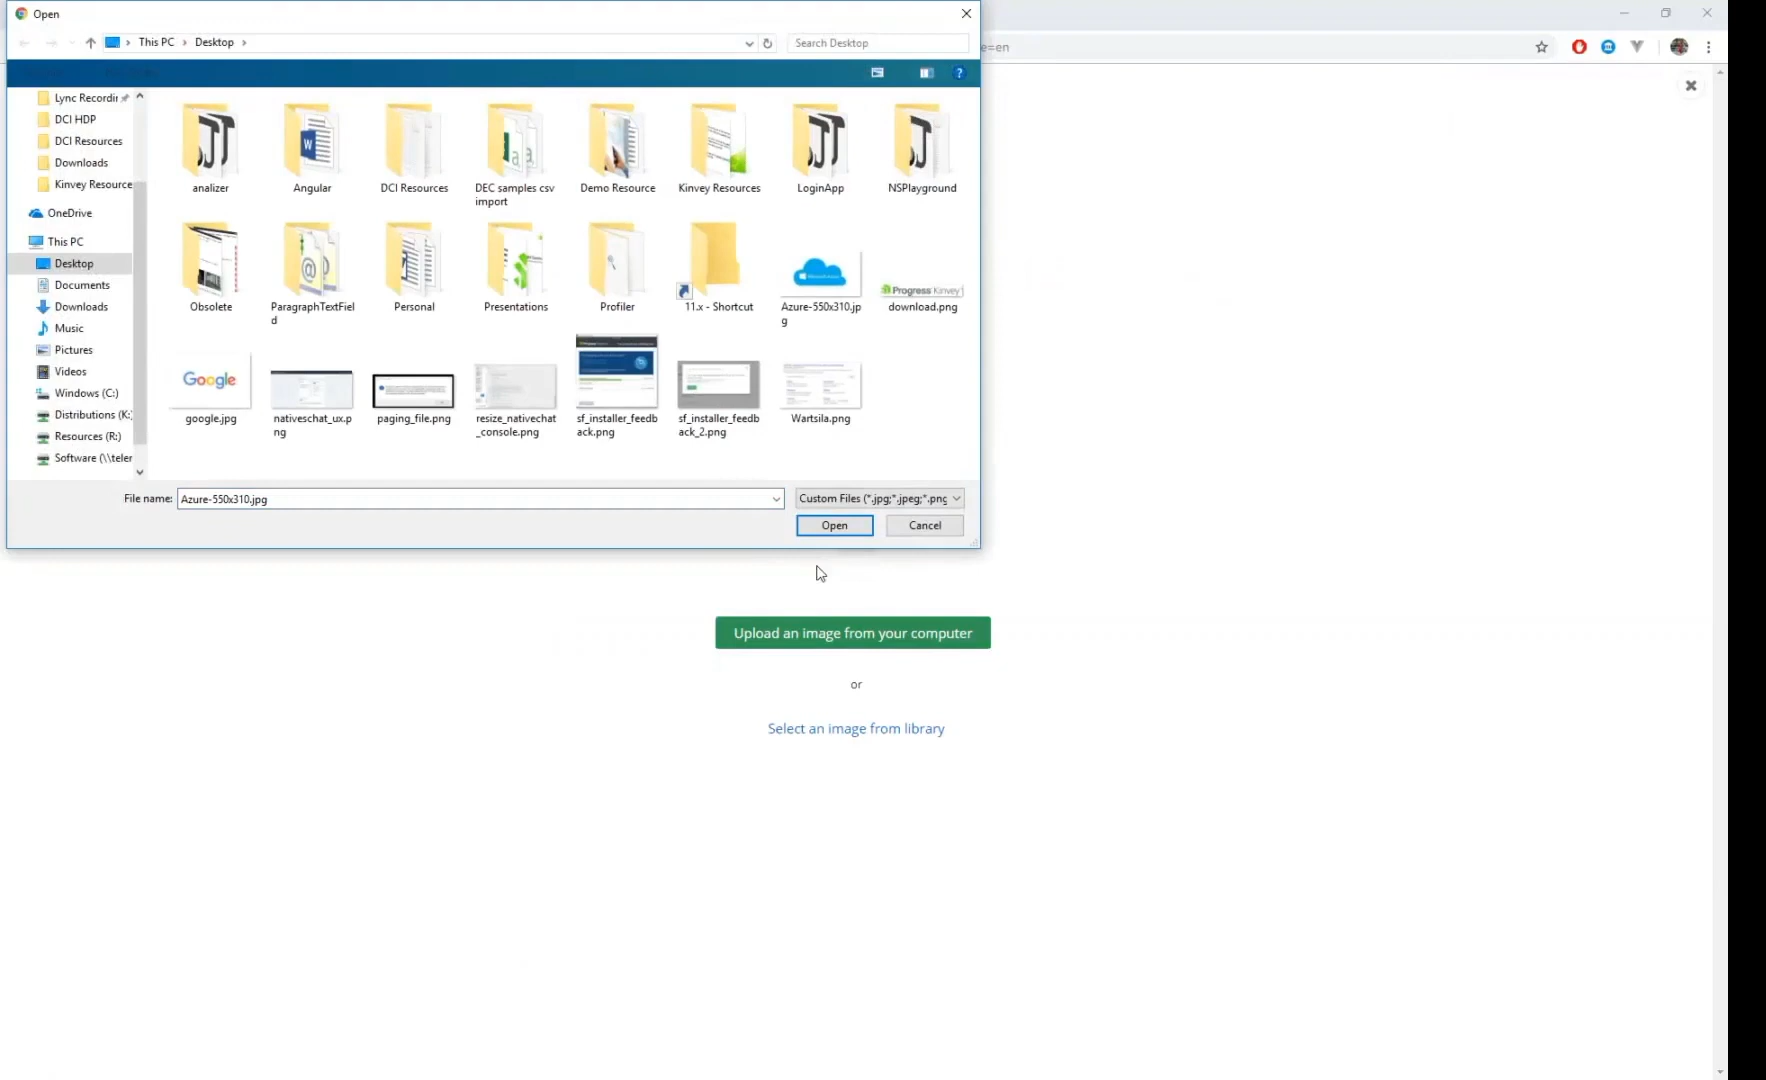 Open
This PC
Desktop
Search Desktop
e=en
Lync Recordin
DCI HDP
DCI Resources
Downloads
Kinvey Resource
OneDrive
This PC
Desktop
Documents
Downloads
Music
Pictures
Videos
Windows (C:)
Distributions (K:
Resources (R:)
Software (\\teler
analizer
Angular
DCI Resources
DEC samples csv
import
Demo Resource
Kinvey Resources
LoginApp
NSPlayground
Obsolete
ParagraphTextFiel
d
Personal
Presentations
Profiler
11.x - Shortcut
Azure-550x310.jp
g
Progress Kinvey
download.png
Google
google.jpg
nativeschat_ux.p
ng
paging_file.png
resize_nativechat
_console.png
sf_installer_feedb
ack.png
sf_installer_feedb
ack_2.png
Wartsila.png
File name:
Azure-550x310.jpg
Custom Files (*.jpg;*.jpeg;*.png
Open
Cancel
Upload an image from your computer
or
Select an image from library